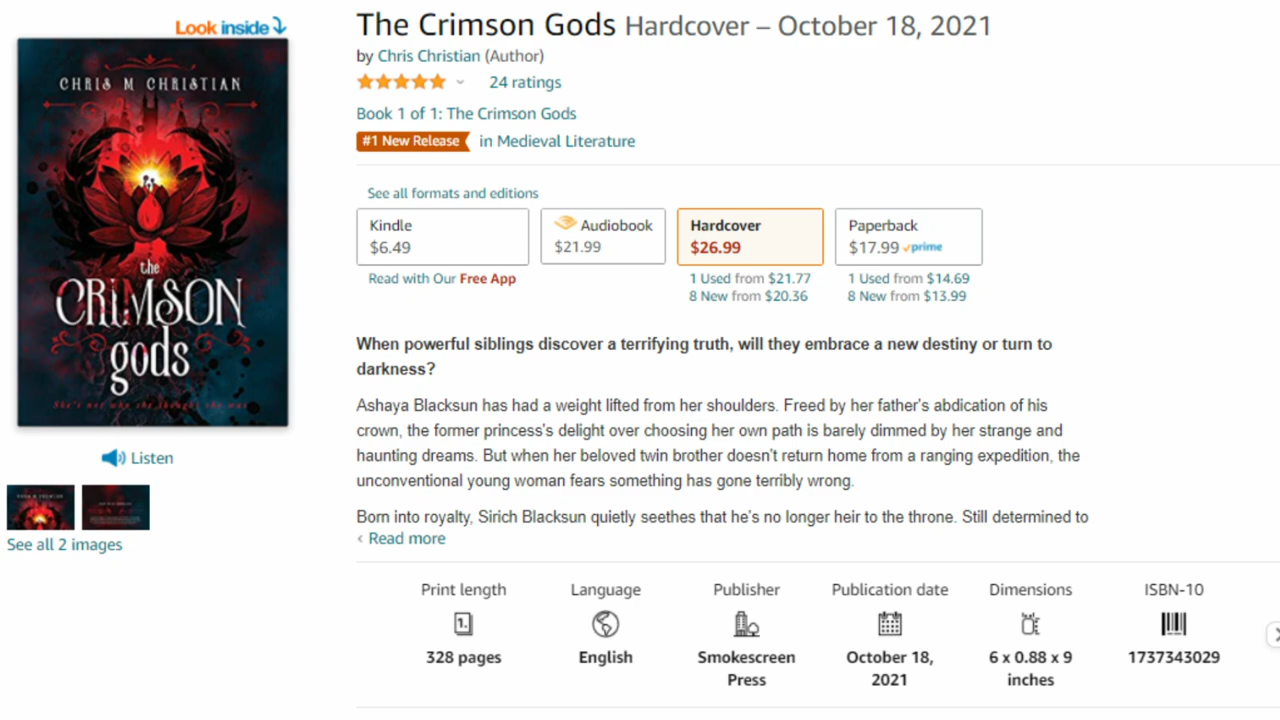 Look inside
CHRIS M CHRISTIAN
the
CRIMSON
gods
She's not who she thought she was
Listen
See all 2 images
The Crimson Gods Hardcover – October 18, 2021
by Chris Christian (Author)
24 ratings
Book 1 of 1: The Crimson Gods
#1 New Release in Medieval Literature
See all formats and editions
Kindle
$6.49
Read with Our Free App
Audiobook
$21.99
Hardcover
$26.99
1 Used from $21.77
8 New from $20.36
Paperback
$17.99 prime
1 Used from $14.69
8 New from $13.99
When powerful siblings discover a terrifying truth, will they embrace a new destiny or turn to
darkness?
Ashaya Blacksun has had a weight lifted from her shoulders. Freed by her father's abdication of his
crown, the former princess's delight over choosing her own path is barely dimmed by her strange and
haunting dreams. But when her beloved twin brother doesn't return home from a ranging expedition, the
unconventional young woman fears something has gone terribly wrong.
Born into royalty, Sirich Blacksun quietly seethes that he's no longer heir to the throne. Still determined to
‹ Read more
Print length
1.
328 pages
Language
English
Publisher
Smokescreen
Press
Publication date
October 18,
2021
Dimensions
6 x 0.88 x 9
inches
ISBN-10
1737343029